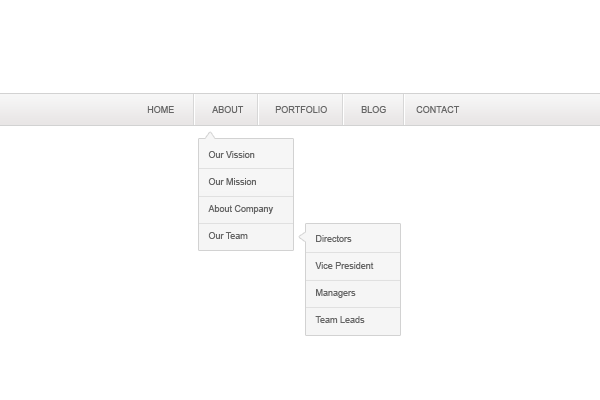 HOME ABOUT PORTFOLIO BLOG CONTACT
Our Vission
Our Mission
About Company
Our Team
Directors
Vice President
Managers
Team Leads